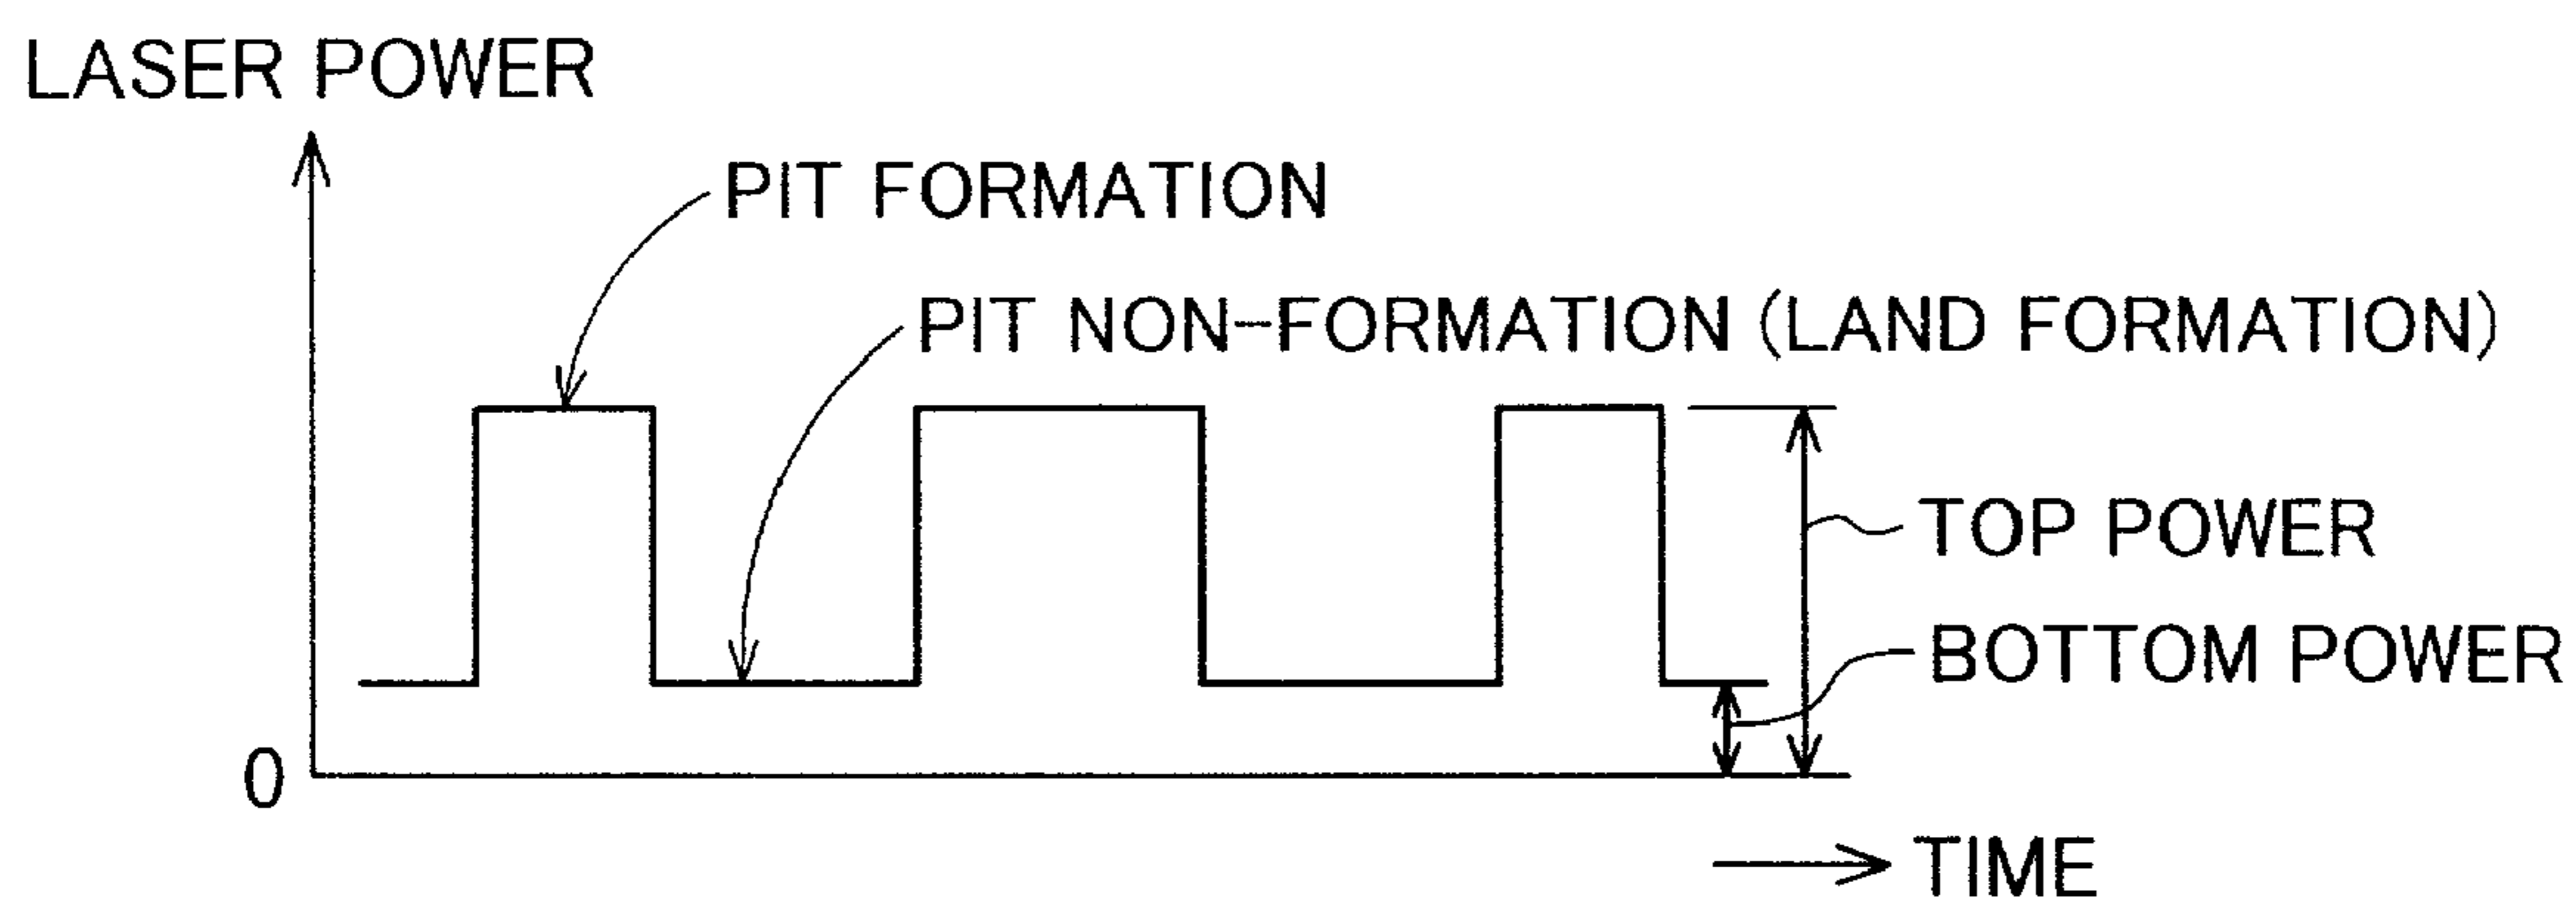 LASER POWER
PIT FORMATION
PIT NON-FORMATION (LAND FORMATION)
TOP POWER
BOTTOM POWER
0
TIME